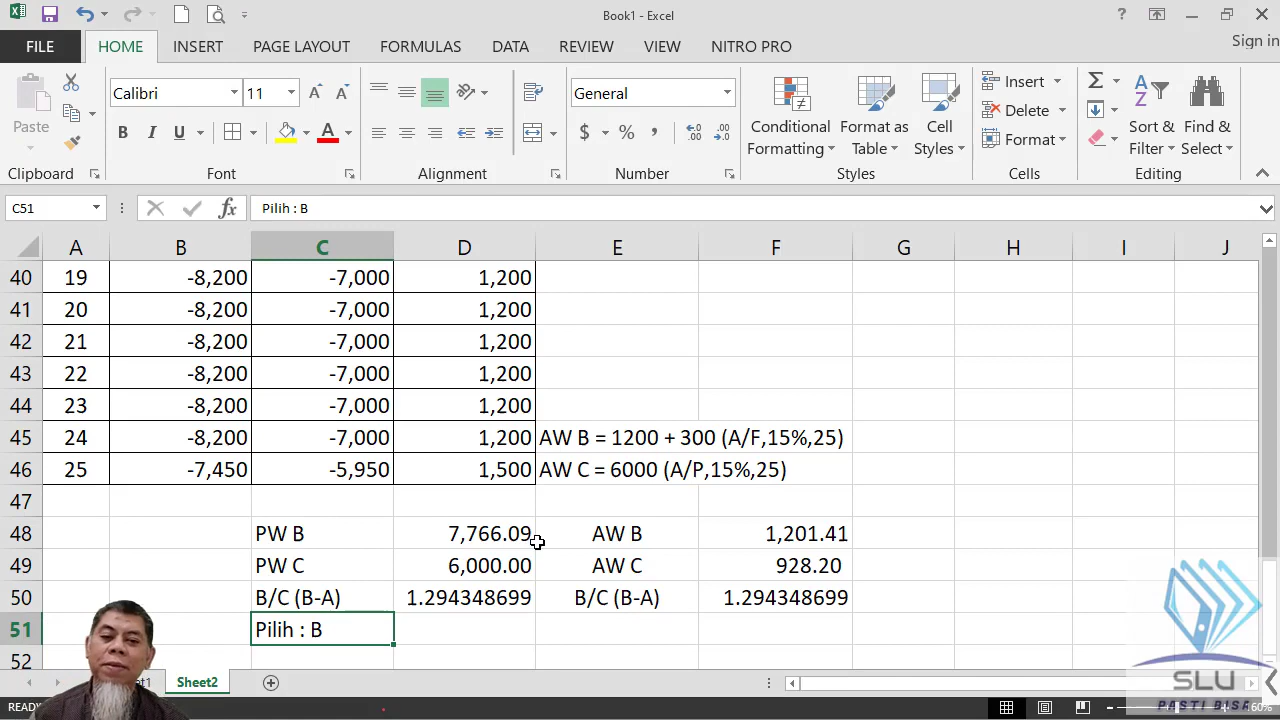 Book1 - Excel
Sign in
FILE HOME INSERT PAGE LAYOUT FORMULAS DATA REVIEW VIEW NITRO PRO
Paste
Clipboard
Calibri 11
B I U A
Font
Alignment
General
$ % ,
Number
Conditional Formatting
Format as Table
Cell Styles
Styles
Insert
Delete
Format
Cells
Sort & Filter
Find & Select
Editing
C51 fx Pilih : B
A B C D E F G H I J
40 19 -8,200 -7,000 1,200
41 20 -8,200 -7,000 1,200
42 21 -8,200 -7,000 1,200
43 22 -8,200 -7,000 1,200
44 23 -8,200 -7,000 1,200
45 24 -8,200 -7,000 1,200 AW B = 1200 + 300 (A/F,15%,25)
46 25 -7,450 -5,950 1,500 AW C = 6000 (A/P,15%,25)
47
48 PW B 7,766.09 AW B 1,201.41
49 PW C 6,000.00 AW C 928.20
50 B/C (B-A) 1.294348699 B/C (B-A) 1.294348699
51 Pilih : B
52
Sheet2
SLU
PASTI BISA
160%